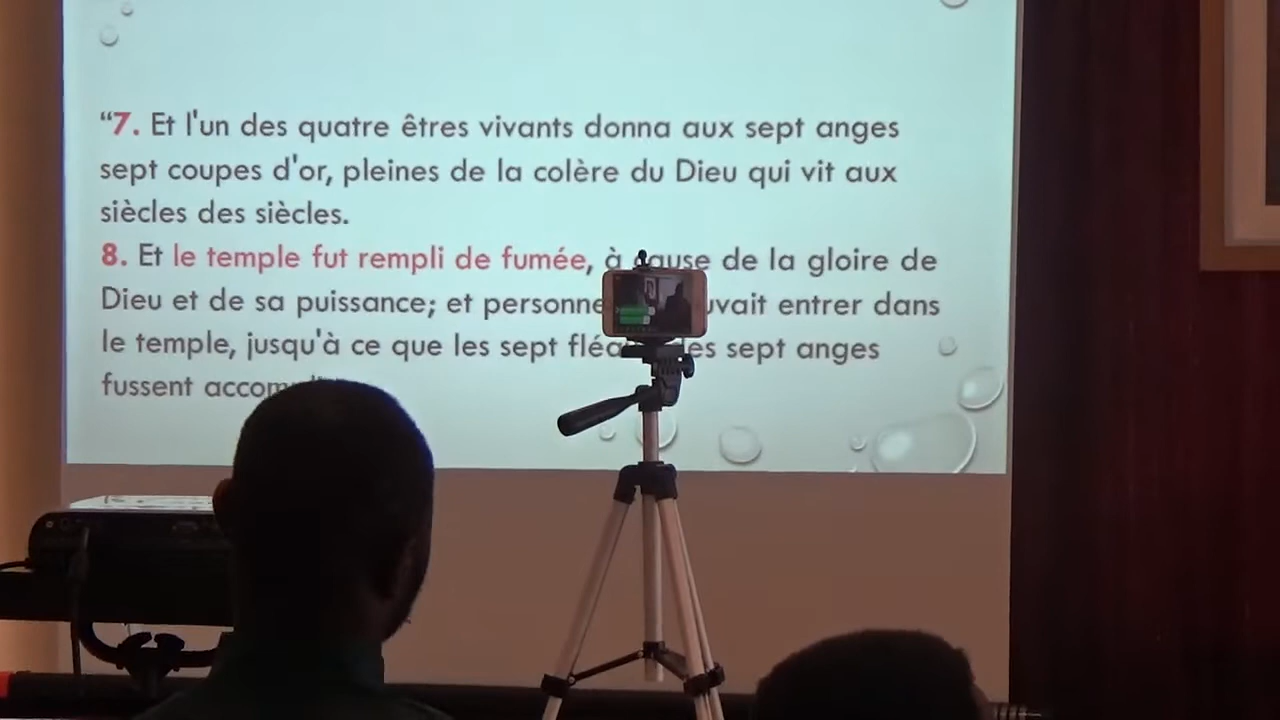 “7. Et l'un des quatre êtres vivants donna aux sept anges
sept coupes d'or, pleines de la colère du Dieu qui vit aux
siècles des siècles.
8. Et le temple fut rempli de fumée, à cause de la gloire de
Dieu et de sa puissance; et personne entrer dans
le temple, jusqu'à ce que les sept sept anges
fussent